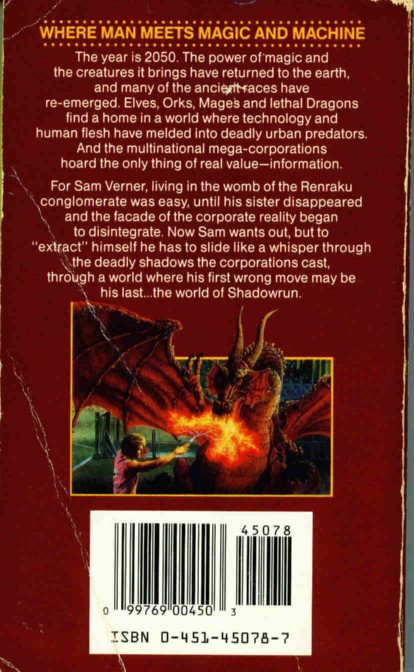 WHERE MAN MEETS MAGIC AND MACHINE
The year is 2050. The power of magic and
the creatures it brings have returned to the earth,
and many of the ancient races have
re-emerged. Elves, Orks, Mages and lethal Dragons
find a home in a world where technology and
human flesh have melded into deadly urban predators.
And the multinational mega-corporations
hoard the only thing of real value—information.
For Sam Verner, living in the womb of the Renraku
conglomerate was easy, until his sister disappeared
and the facade of the corporate reality began
to disintegrate. Now Sam wants out, but to
"extract" himself he has to slide like a whisper through
the deadly shadows the corporations cast,
through a world where his first wrong move may be
his last...the world of Shadowrun.
45078
0 99769 00450 3
ISBN 0-451-45078-7